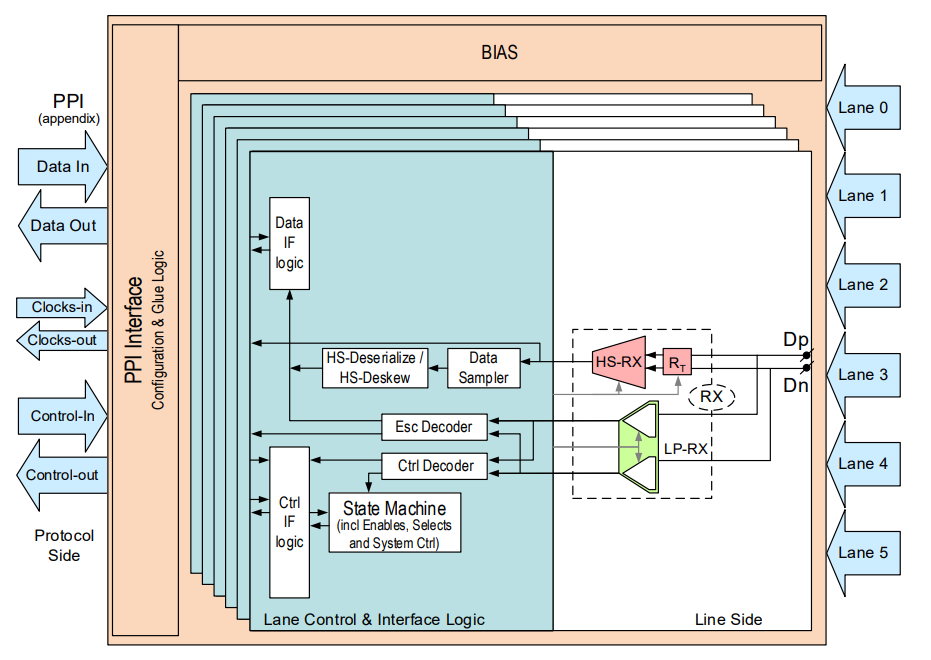 BIAS
PPI
(appendix)
Data In
Data Out
Clocks-in
Clocks-out
Control-In
Control-out
Protocol
Side
PPI Interface
Configuration & Glue Logic
Data
IF
logic
HS-Deserialize /
HS-Deskew
Data
Sampler
HS-RX
RT
RX
Dp
Dn
Esc Decoder
LP-RX
Ctrl Decoder
Ctrl
IF
logic
State Machine
(incl Enables, Selects
and System Ctrl)
Lane Control & Interface Logic
Line Side
Lane 0
Lane 1
Lane 2
Lane 3
Lane 4
Lane 5